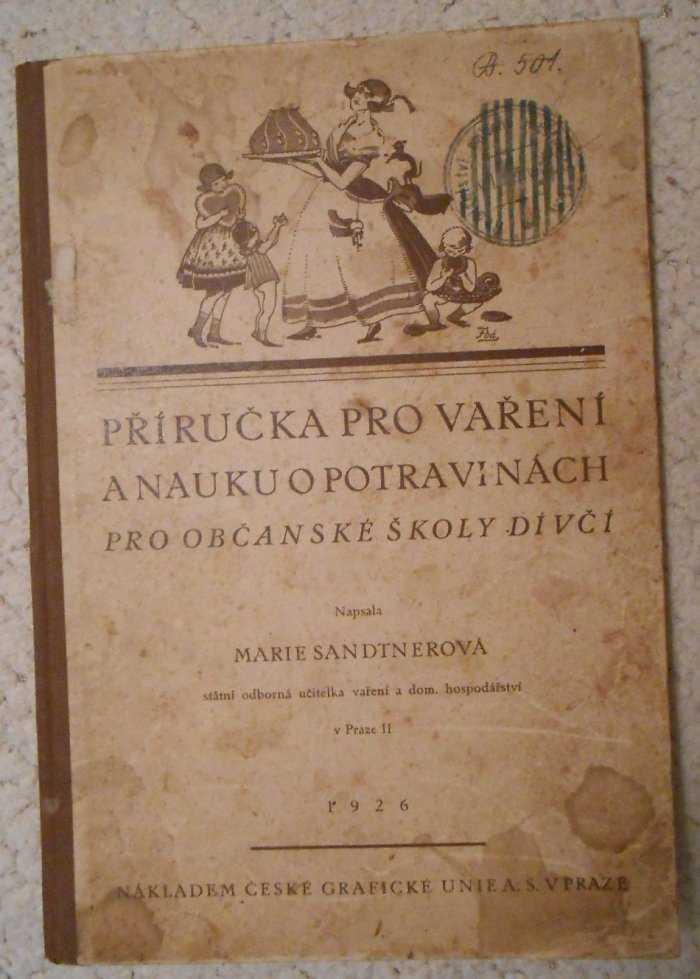 B. 501.
Fbá.
PŘÍRUČKA PRO VAŘENÍ
A NAUKU O POTRAVINÁCH
PRO OBČANSKÉ ŠKOLY DÍVČÍ
Napsala
MARIE SANDTNEROVÁ
státní odborná učitelka vaření a dom. hospodářství
v Praze II
1926
NÁKLADEM ČESKÉ GRAFICKÉ UNIE A. S. V PRAZE